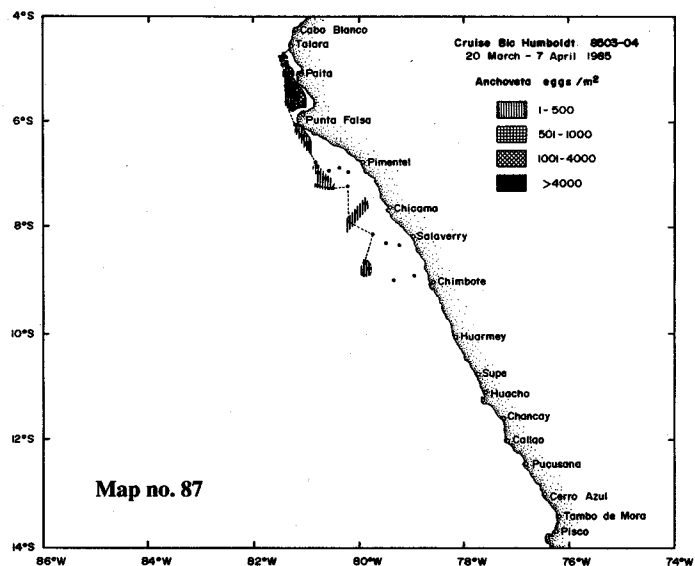 4°S
Cabo Blanco
Talara
Cruise Bic Humboldt 8503-04
20 March - 7 April 1985
Paita
Anchoveta eggs /m²
1-500
501-1000
1001-4000
>4000
6°S
Punta Falsa
Pimentel
8°S
Chicama
Salaverry
Chimbote
10°S
Huarmey
Supe
Huacho
Chancay
12°S
Callao
Pucusana
Map no. 87
Cerro Azul
Tambo de Mora
Pisco
14°S
86°W
84°W
82°W
80°W
78°W
76°W
74°W